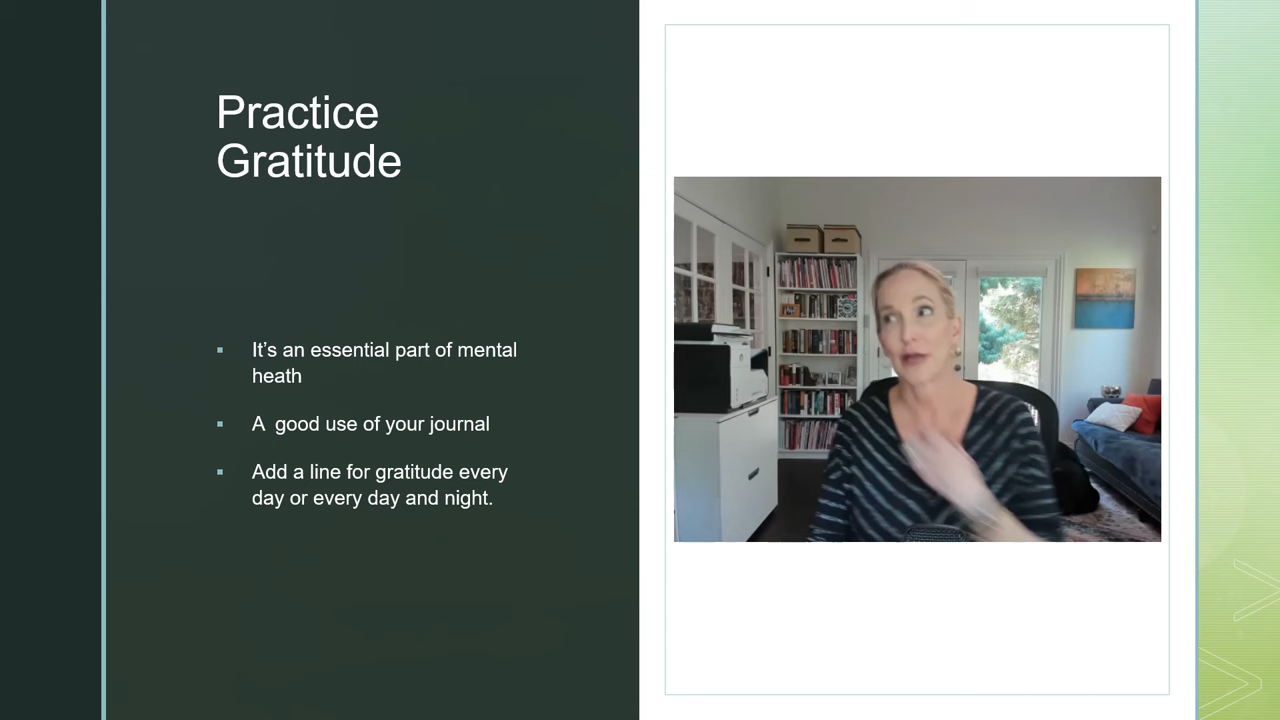 Practice
Gratitude
It's an essential part of mental
heath
A  good use of your journal
Add a line for gratitude every
day or every day and night.